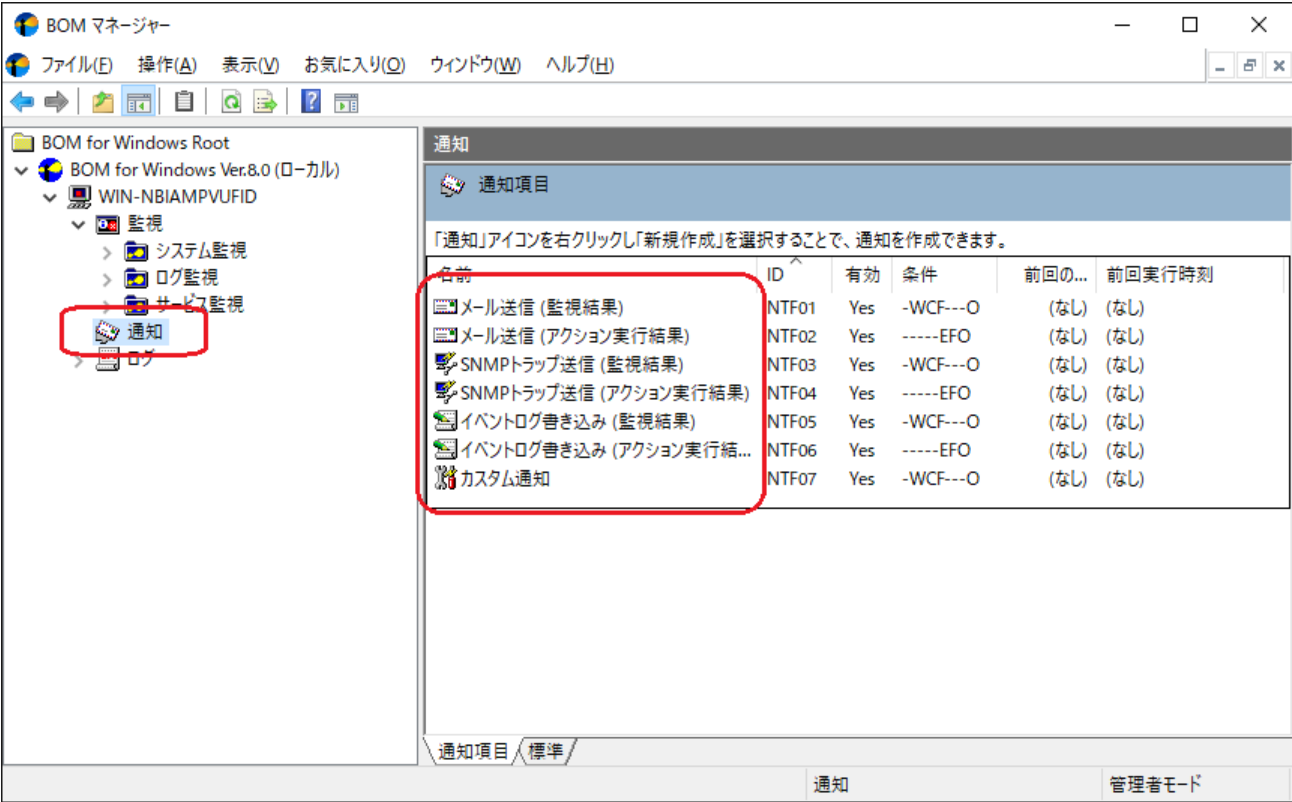 BOM マネージャー
ファイル(F) 操作(A) 表示(V) お気に入り(O) ウィンドウ(W) ヘルプ(H)
BOM for Windows Root
BOM for Windows Ver.8.0 (ローカル)
WIN-NBIAMPVUFID
監視
システム監視
ログ監視
サービス監視
通知
ログ
通知
通知項目
「通知」アイコンを右クリックし「新規作成」を選択することで、通知を作成できます。
名前 ID 有効 条件 前回の... 前回実行時刻
メール送信 (監視結果) NTF01 Yes -WCF---O (なし) (なし)
メール送信 (アクション実行結果) NTF02 Yes -----EFO (なし) (なし)
SNMPトラップ送信 (監視結果) NTF03 Yes -WCF---O (なし) (なし)
SNMPトラップ送信 (アクション実行結果) NTF04 Yes -----EFO (なし) (なし)
イベントログ書き込み (監視結果) NTF05 Yes -WCF---O (なし) (なし)
イベントログ書き込み (アクション実行結... NTF06 Yes -----EFO (なし) (なし)
カスタム通知 NTF07 Yes -WCF---O (なし) (なし)
通知項目 標準
通知 管理者モード